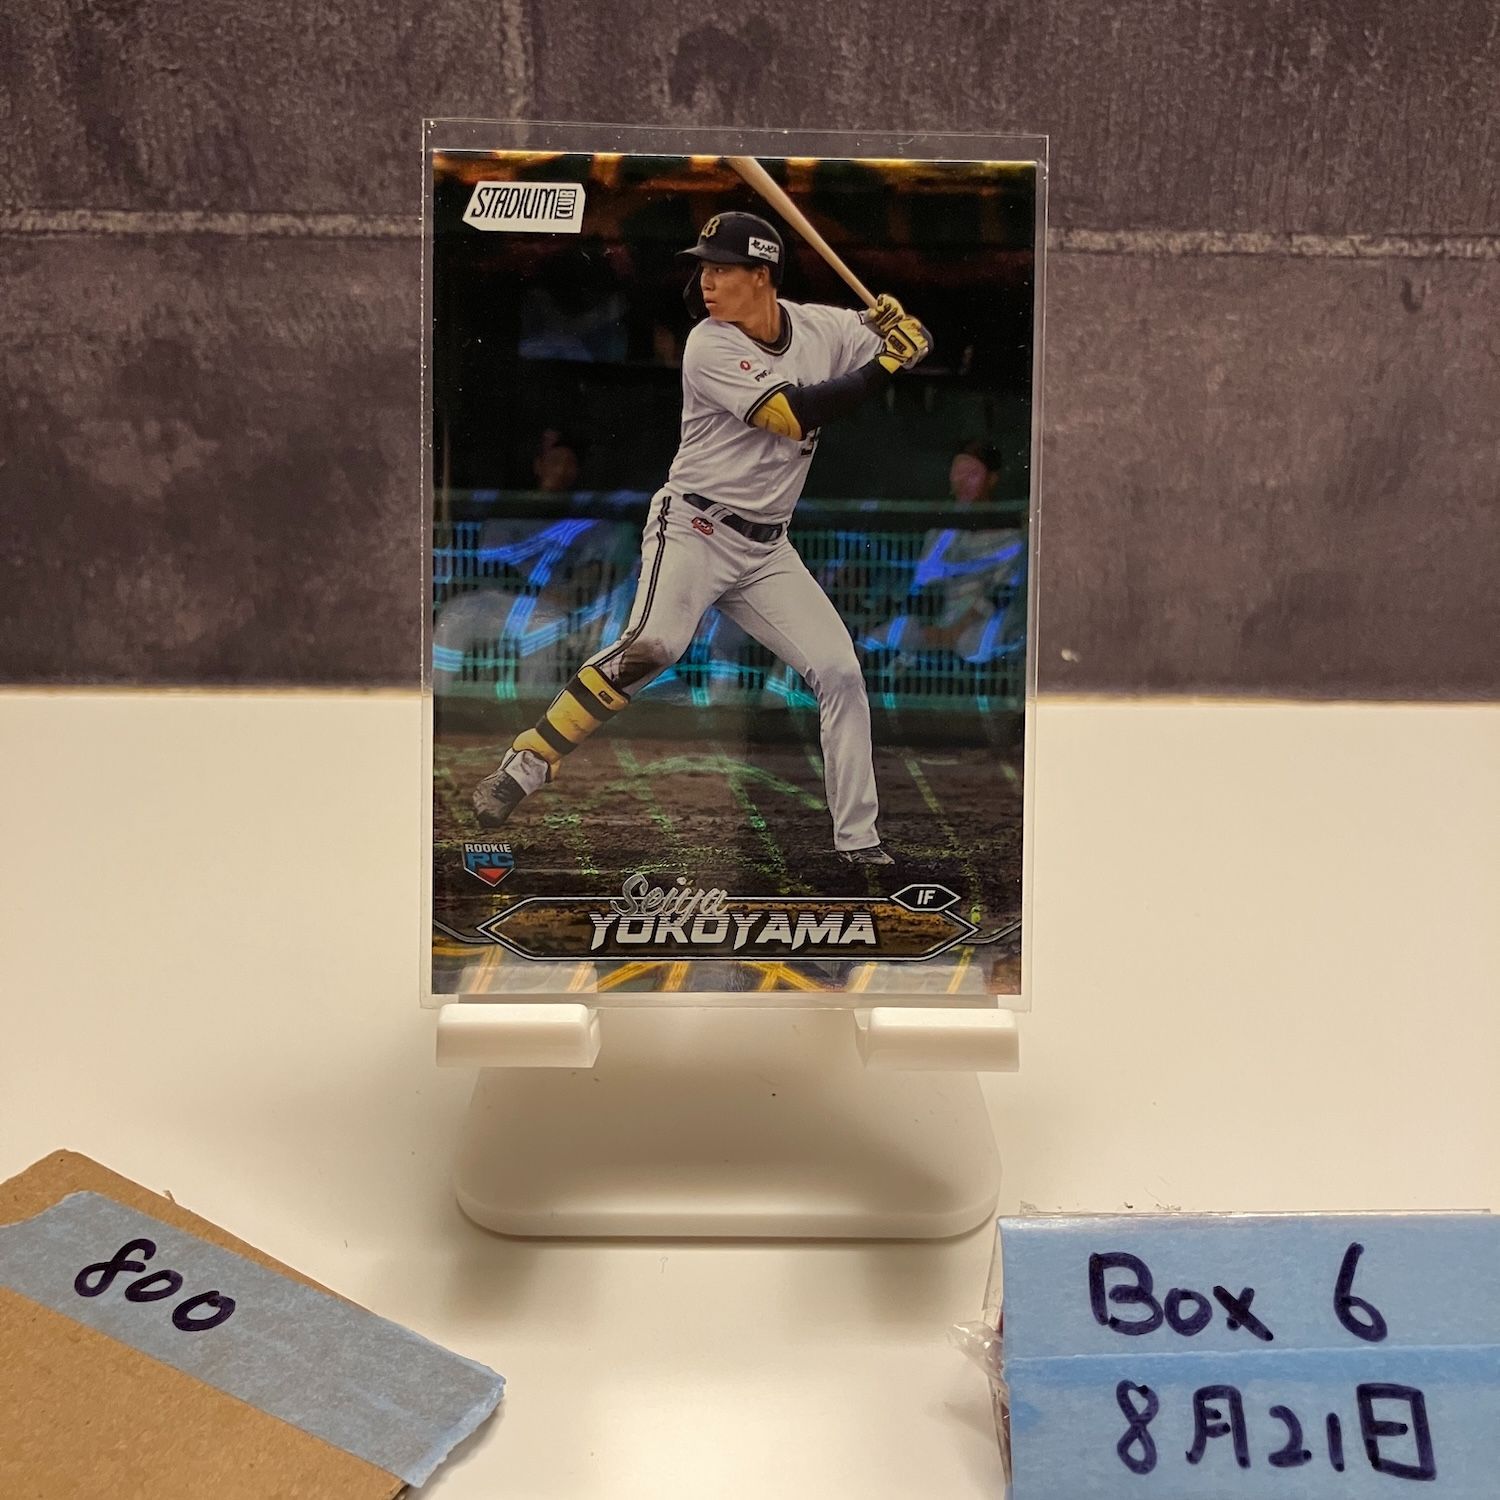 STADIUM CLUB
B
ROOKIE
RC
Seiya
IF
YOKOYAMA
800
Box 6
8月21日